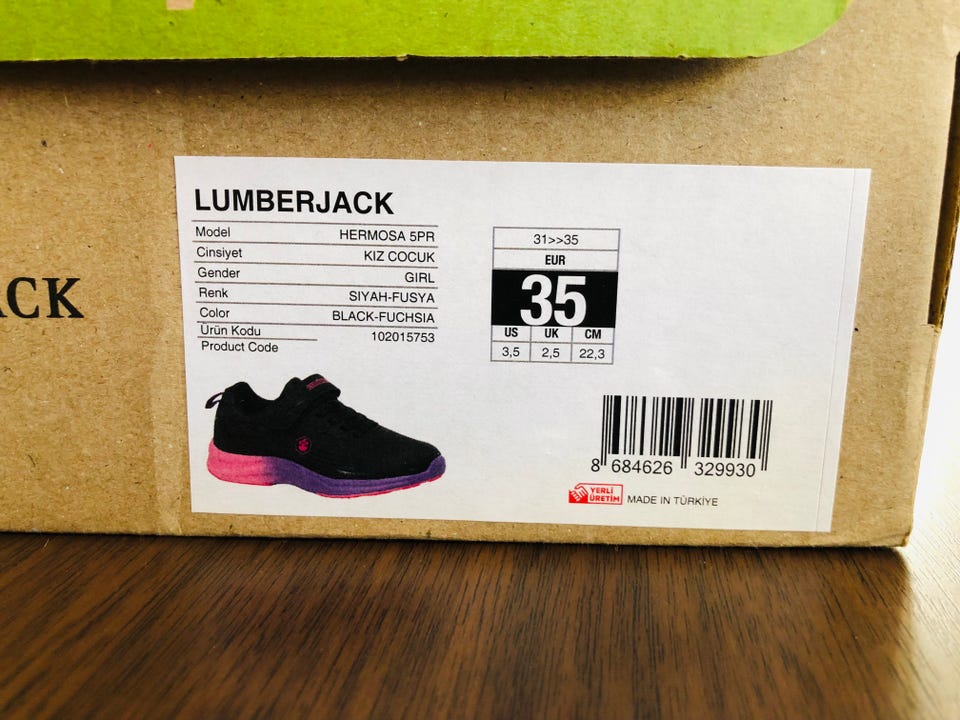 LUMBERJACK
Model HERMOSA 5PR
Cinsiyet KIZ COCUK
Gender GIRL
Renk SIYAH-FUSYA
Color BLACK-FUCHSIA
Ürün Kodu
Product Code 102015753
31>>35
EUR
35
US UK CM
3,5 2,5 22,3
ACK
8 684626 329930
YERLİ
ÜRETİM
MADE IN TÜRKİYE